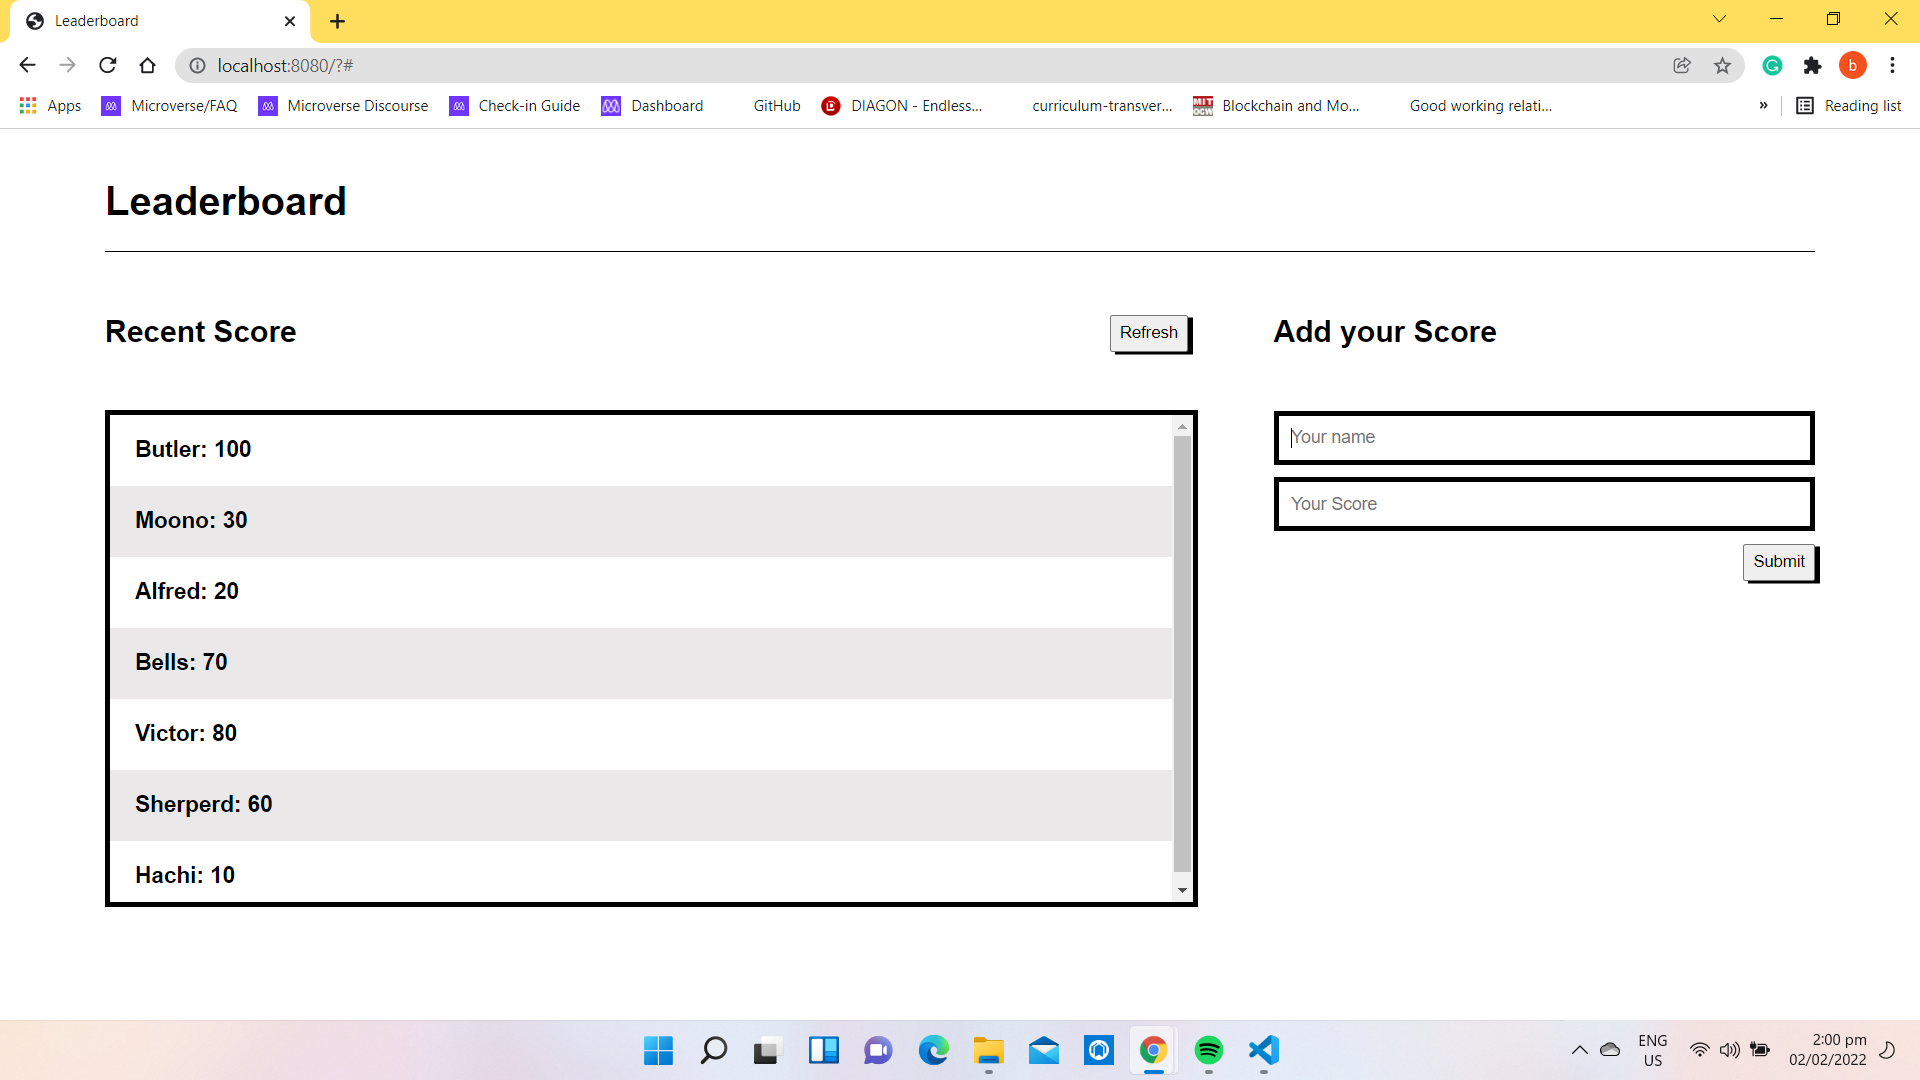 Leaderboard
localhost:8080/?#
b
Apps
Microverse/FAQ
Microverse Discourse
Check-in Guide
Dashboard
GitHub
DIAGON - Endless...
curriculum-transver...
MIT OCW
Blockchain and Mo...
Good working relati...
»
Reading list
Leaderboard
Recent Score
Refresh
Add your Score
Butler: 100
Moono: 30
Alfred: 20
Bells: 70
Victor: 80
Sherperd: 60
Hachi: 10
Your name
Your Score
Submit
ENG
US
2:00 pm
02/02/2022